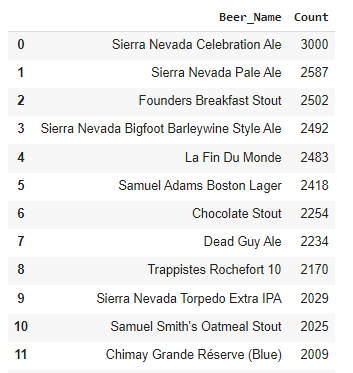 Beer_Name Count
0 Sierra Nevada Celebration Ale 3000
1 Sierra Nevada Pale Ale 2587
2 Founders Breakfast Stout 2502
3 Sierra Nevada Bigfoot Barleywine Style Ale 2492
4 La Fin Du Monde 2483
5 Samuel Adams Boston Lager 2418
6 Chocolate Stout 2254
7 Dead Guy Ale 2234
8 Trappistes Rochefort 10 2170
9 Sierra Nevada Torpedo Extra IPA 2029
10 Samuel Smith's Oatmeal Stout 2025
11 Chimay Grande Réserve (Blue) 2009